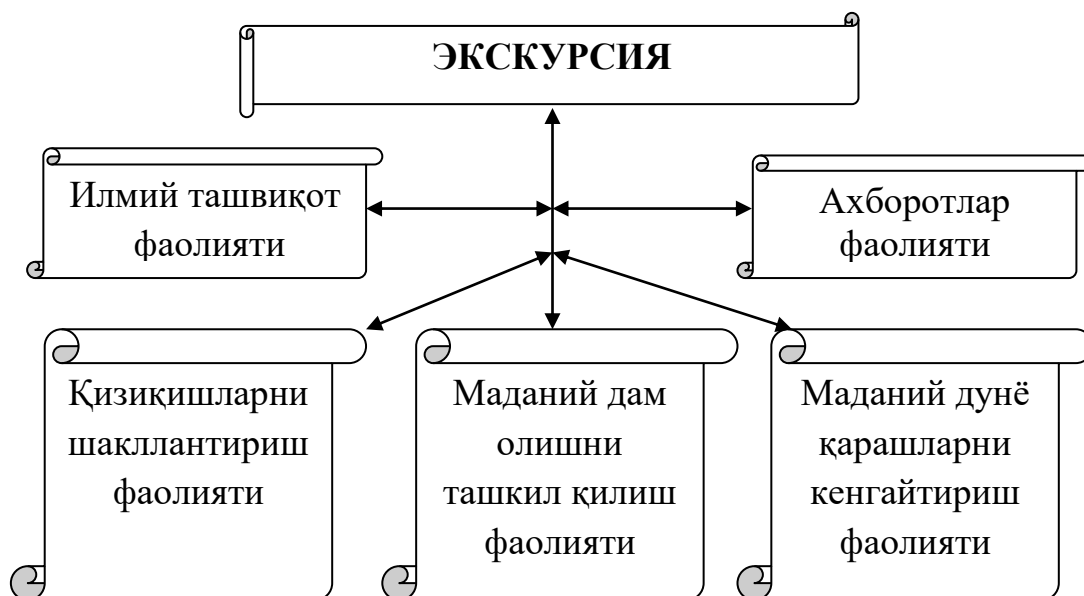 ЭКСКУРСИЯ
Илмий ташвиқот
фаолияти
Ахборотлар
фаолияти
Қизиқишларни
шакллантириш
фаолияти
Маданий дам
олишни
ташкил қилиш
фаолияти
Маданий дунё
қарашларни
кенгайтириш
фаолияти